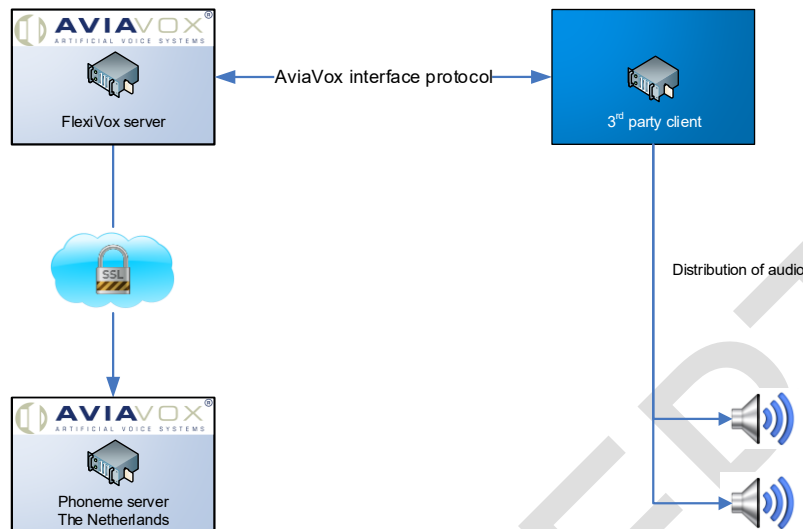 AVIAVOX®
ARTIFICIAL VOICE SYSTEMS
FlexiVox server
AviaVox interface protocol
3rd party client
SSL
Distribution of audio
AVIAVOX®
ARTIFICIAL VOICE SYSTEMS
Phoneme server
The Netherlands